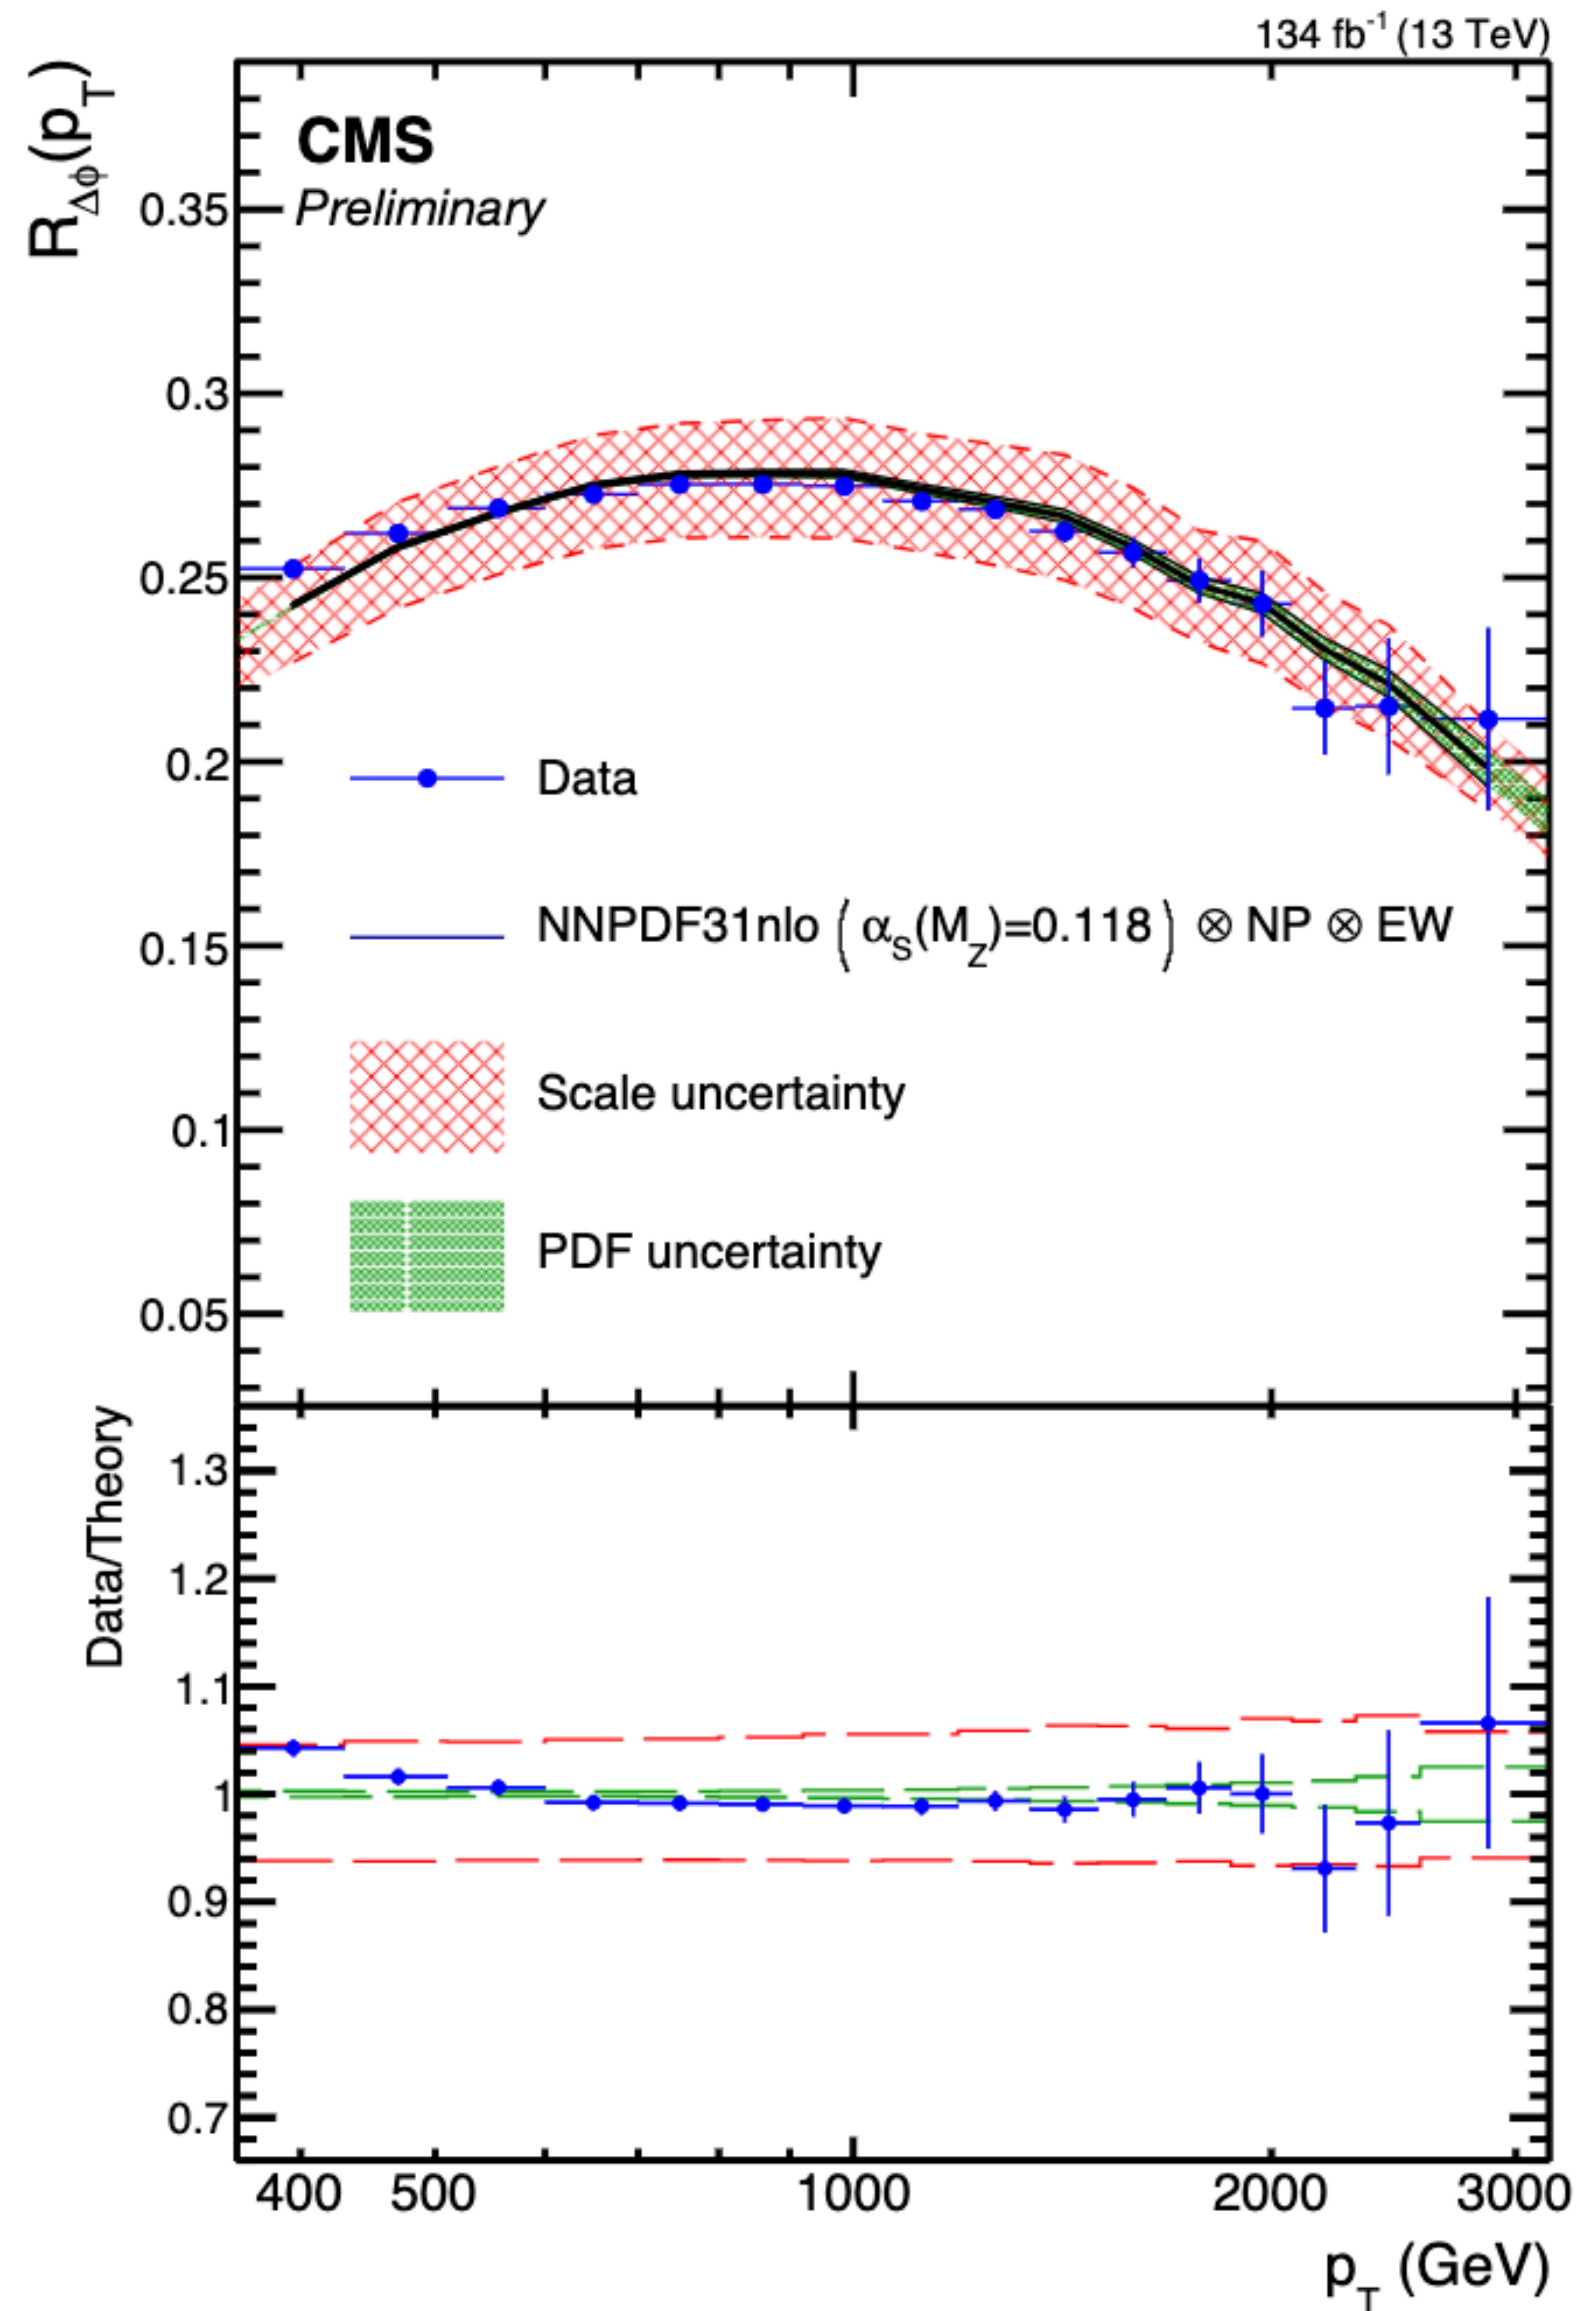 134 fb⁻¹ (13 TeV)
R_Δϕ(p_T)
CMS
Preliminary
0.35
0.3
0.25
0.2
0.15
0.1
0.05
Data
NNPDF31nlo ( α_S(M_Z)=0.118 ) ⊗ NP ⊗ EW
Scale uncertainty
PDF uncertainty
Data/Theory
1.3
1.2
1.1
1
0.9
0.8
0.7
400 500 1000 2000 3000
p_T (GeV)